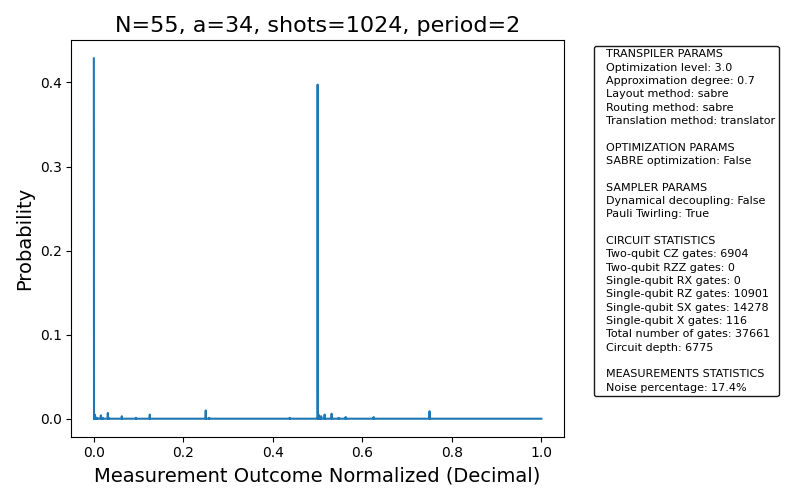 N=55, a=34, shots=1024, period=2
Probability
0.4
0.3
0.2
0.1
0.0
0.0 0.2 0.4 0.6 0.8 1.0
Measurement Outcome Normalized (Decimal)
TRANSPILER PARAMS
Optimization level: 3.0
Approximation degree: 0.7
Layout method: sabre
Routing method: sabre
Translation method: translator
OPTIMIZATION PARAMS
SABRE optimization: False
SAMPLER PARAMS
Dynamical decoupling: False
Pauli Twirling: True
CIRCUIT STATISTICS
Two-qubit CZ gates: 6904
Two-qubit RZZ gates: 0
Single-qubit RX gates: 0
Single-qubit RZ gates: 10901
Single-qubit SX gates: 14278
Single-qubit X gates: 116
Total number of gates: 37661
Circuit depth: 6775
MEASUREMENTS STATISTICS
Noise percentage: 17.4%